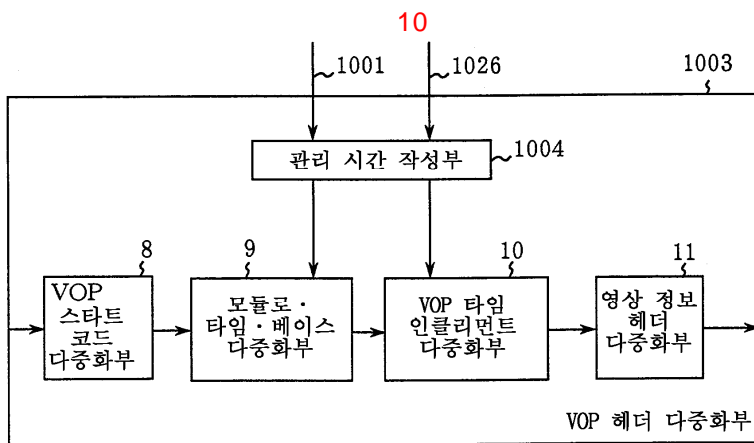 10
1001
1026
1003
관리 시간 작성부
1004
8
9
10
11
VOP
스타트
코드
다중화부
모듈로·
타임·베이스
다중화부
VOP 타임
인클리먼트
다중화부
영상 정보
헤더
다중화부
VOP 헤더 다중화부